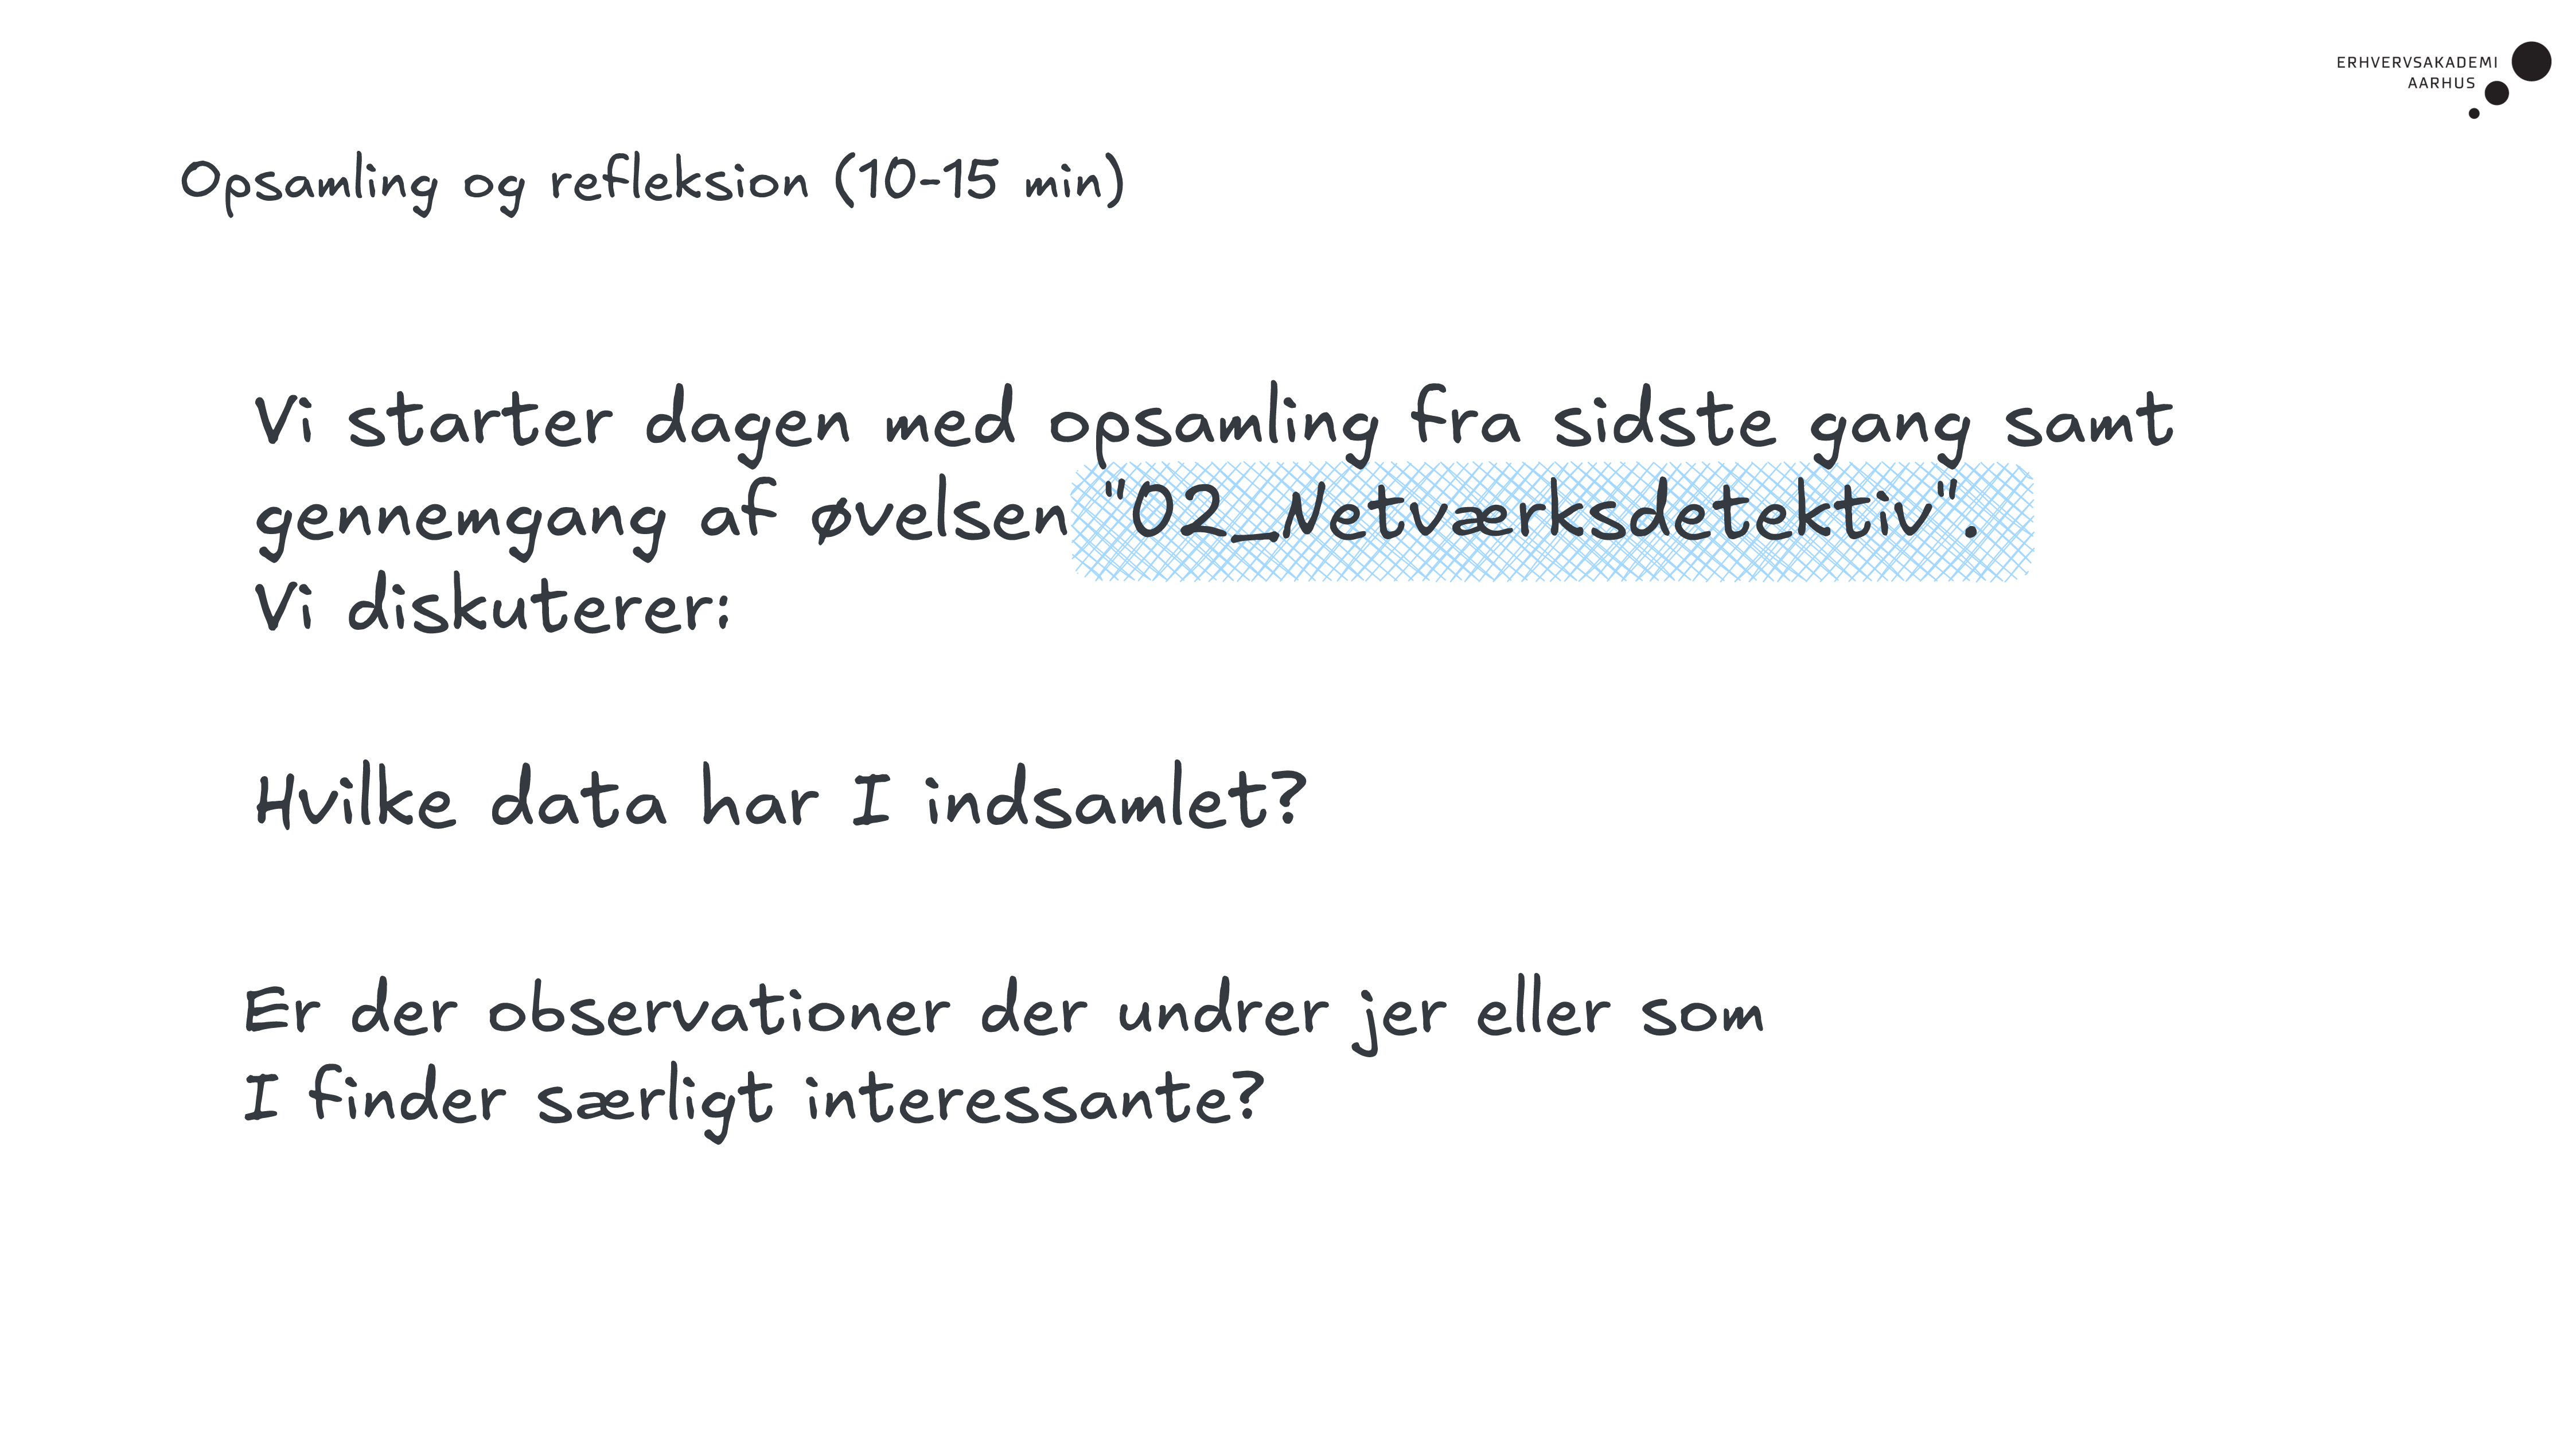 ERHVERVSAKADEMI
AARHUS
Opsamling og refleksion (10-15 min)
Vi starter dagen med opsamling fra sidste gang samt
gennemgang af øvelsen "02_Netværksdetektiv".
Vi diskuterer:
Hvilke data har I indsamlet?
Er der observationer der undrer jer eller som
I finder særligt interessante?